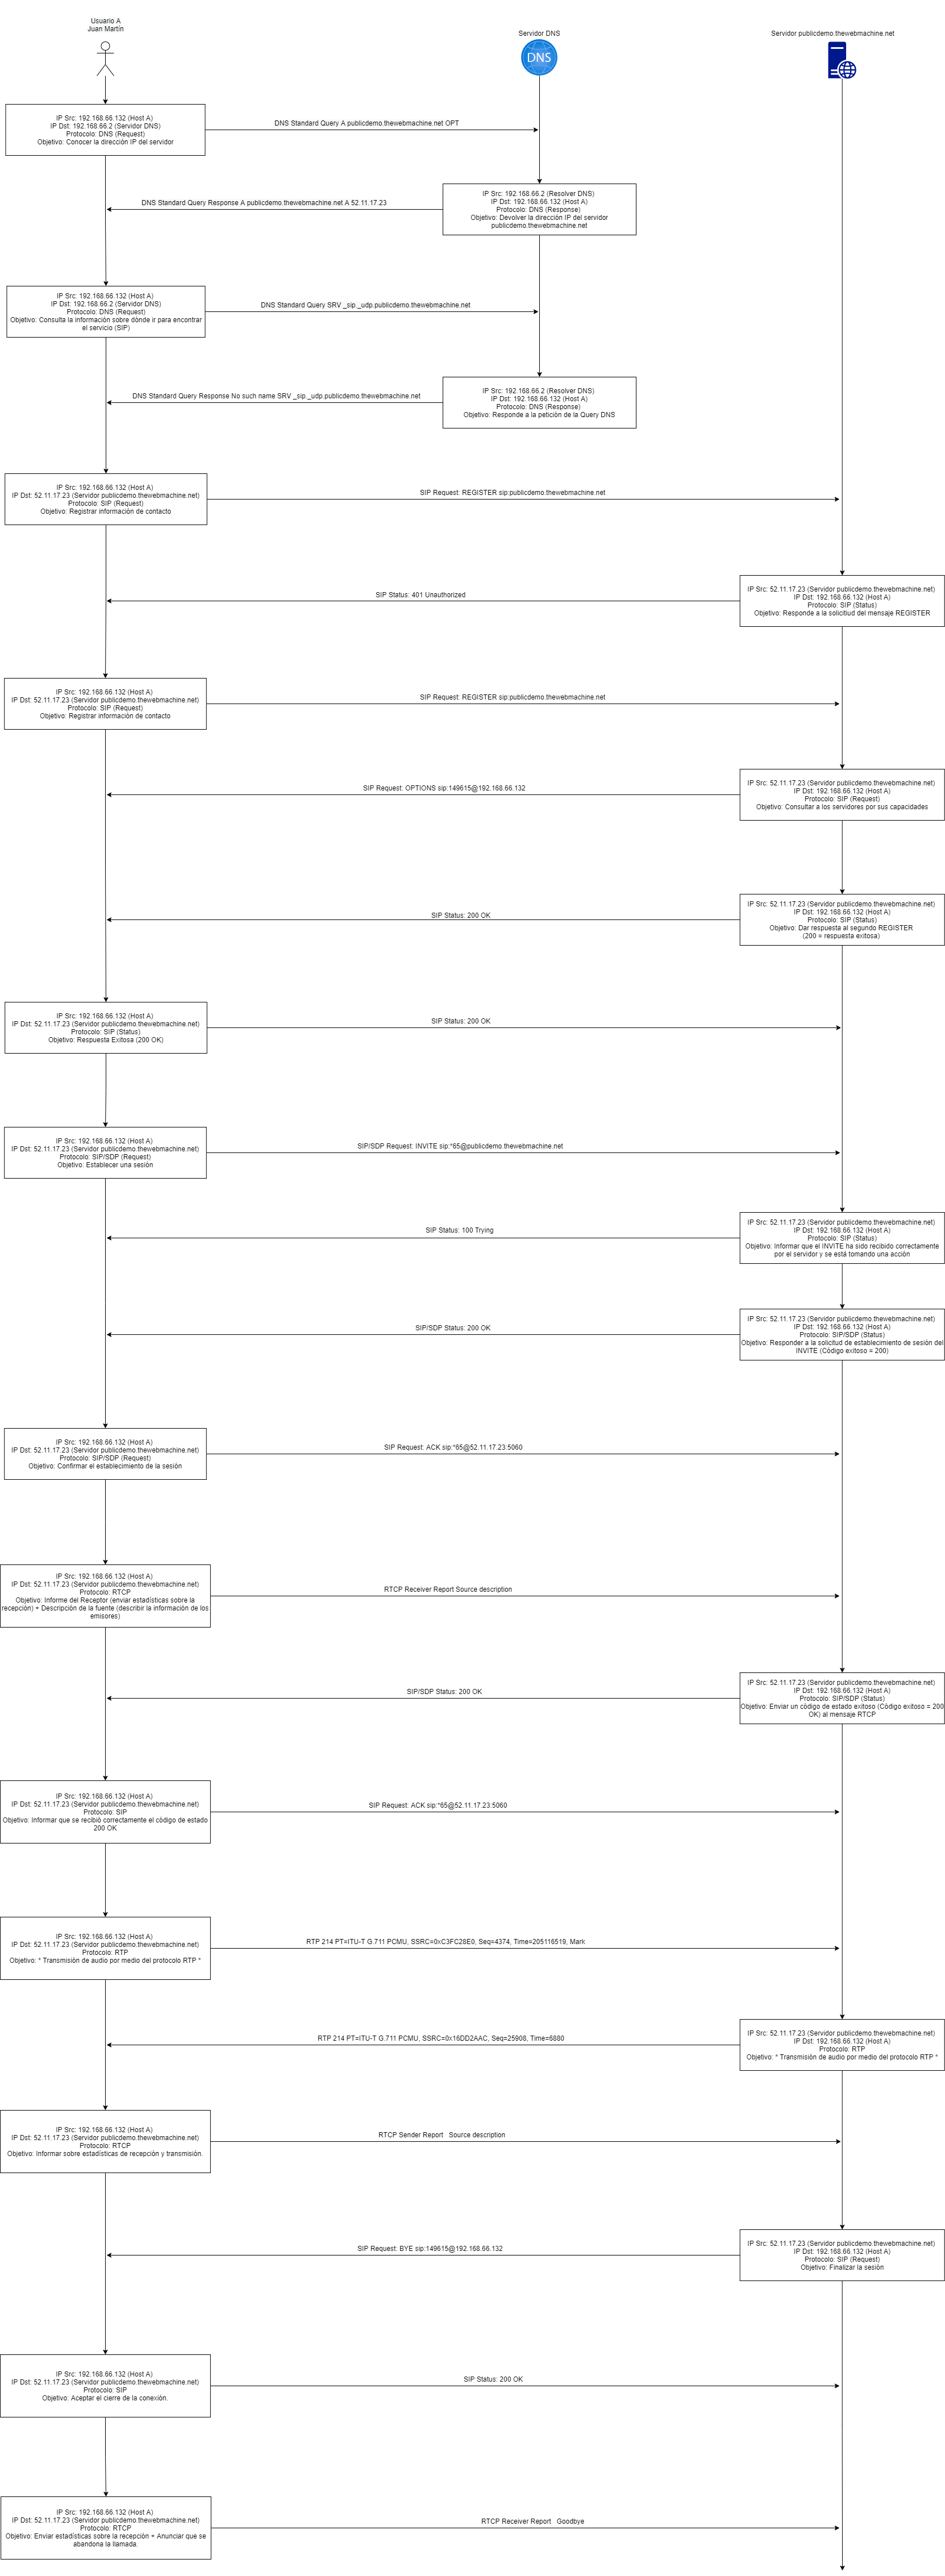 Usuario A
Juan Martín
Servidor DNS
DNS
Servidor publicdemo.thewebmachine.net
IP Src: 192.168.66.132 (Host A)
IP Dst: 192.168.66.2 (Servidor DNS)
Protocolo: DNS (Request)
Objetivo: Conocer la dirección IP del servidor
DNS Standard Query A publicdemo.thewebmachine.net OPT
IP Src: 192.168.66.2 (Resolver DNS)
IP Dst: 192.168.66.132 (Host A)
Protocolo: DNS (Response)
Objetivo: Devolver la dirección IP del servidor
publicdemo.thewebmachine.net
DNS Standard Query Response A publicdemo.thewebmachine.net A 52.11.17.23
IP Src: 192.168.66.132 (Host A)
IP Dst: 192.168.66.2 (Servidor DNS)
Protocolo: DNS (Request)
Objetivo: Consulta la información sobre dónde ir para encontrar
el servicio (SIP)
DNS Standard Query SRV _sip._udp.publicdemo.thewebmachine.net
IP Src: 192.168.66.2 (Resolver DNS)
IP Dst: 192.168.66.132 (Host A)
Protocolo: DNS (Response)
Objetivo: Responde a la petición de la Query DNS
DNS Standard Query Response No such name SRV _sip._udp.publicdemo.thewebmachine.net
IP Src: 192.168.66.132 (Host A)
IP Dst: 52.11.17.23 (Servidor publicdemo.thewebmachine.net)
Protocolo: SIP (Request)
Objetivo: Registrar información de contacto
SIP Request: REGISTER sip:publicdemo.thewebmachine.net
IP Src: 52.11.17.23 (Servidor publicdemo.thewebmachine.net)
IP Dst: 192.168.66.132 (Host A)
Protocolo: SIP (Status)
Objetivo: Responde a la solicitud del mensaje REGISTER
SIP Status: 401 Unauthorized
IP Src: 192.168.66.132 (Host A)
IP Dst: 52.11.17.23 (Servidor publicdemo.thewebmachine.net)
Protocolo: SIP (Request)
Objetivo: Registrar información de contacto
SIP Request: REGISTER sip:publicdemo.thewebmachine.net
IP Src: 52.11.17.23 (Servidor publicdemo.thewebmachine.net)
IP Dst: 192.168.66.132 (Host A)
Protocolo: SIP (Request)
Objetivo: Consultar a los servidores por sus capacidades
SIP Request: OPTIONS sip:149615@192.168.66.132
IP Src: 52.11.17.23 (Servidor publicdemo.thewebmachine.net)
IP Dst: 192.168.66.132 (Host A)
Protocolo: SIP (Status)
Objetivo: Dar respuesta al segundo REGISTER
(200 = respuesta exitosa)
SIP Status: 200 OK
IP Src: 192.168.66.132 (Host A)
IP Dst: 52.11.17.23 (Servidor publicdemo.thewebmachine.net)
Protocolo: SIP (Status)
Objetivo: Respuesta Exitosa (200 OK)
SIP Status: 200 OK
IP Src: 192.168.66.132 (Host A)
IP Dst: 52.11.17.23 (Servidor publicdemo.thewebmachine.net)
Protocolo: SIP/SDP (Request)
Objetivo: Establecer una sesión
SIP/SDP Request: INVITE sip:*65@publicdemo.thewebmachine.net
IP Src: 52.11.17.23 (Servidor publicdemo.thewebmachine.net)
IP Dst: 192.168.66.132 (Host A)
Protocolo: SIP (Status)
Objetivo: Informar que el INVITE ha sido recibido correctamente
por el servidor y se está tomando una acción
SIP Status: 100 Trying
IP Src: 52.11.17.23 (Servidor publicdemo.thewebmachine.net)
IP Dst: 192.168.66.132 (Host A)
Protocolo: SIP/SDP (Status)
Objetivo: Responder a la solicitud de establecimiento de sesión del
INVITE (Código exitoso = 200)
SIP/SDP Status: 200 OK
IP Src: 192.168.66.132 (Host A)
IP Dst: 52.11.17.23 (Servidor publicdemo.thewebmachine.net)
Protocolo: SIP/SDP (Request)
Objetivo: Confirmar el establecimiento de la sesión
SIP Request: ACK sip:*65@52.11.17.23:5060
IP Src: 192.168.66.132 (Host A)
IP Dst: 52.11.17.23 (Servidor publicdemo.thewebmachine.net)
Protocolo: RTCP
Objetivo: Informe del Receptor (enviar estadísticas sobre la
recepción) + Descripción de la fuente (describir la información de los
emisores)
RTCP Receiver Report Source description
IP Src: 52.11.17.23 (Servidor publicdemo.thewebmachine.net)
IP Dst: 192.168.66.132 (Host A)
Protocolo: SIP/SDP (Status)
Objetivo: Enviar un código de estado exitoso (Código exitoso = 200
OK) al mensaje RTCP
SIP/SDP Status: 200 OK
IP Src: 192.168.66.132 (Host A)
IP Dst: 52.11.17.23 (Servidor publicdemo.thewebmachine.net)
Protocolo: SIP
Objetivo: Informar que se recibió correctamente el código de estado
200 OK
SIP Request: ACK sip:*65@52.11.17.23:5060
IP Src: 192.168.66.132 (Host A)
IP Dst: 52.11.17.23 (Servidor publicdemo.thewebmachine.net)
Protocolo: RTP
Objetivo: * Transmisión de audio por medio del protocolo RTP *
RTP 214 PT=ITU-T G.711 PCMU, SSRC=0xC3FC28E0, Seq=4374, Time=205116519, Mark
IP Src: 52.11.17.23 (Servidor publicdemo.thewebmachine.net)
IP Dst: 192.168.66.132 (Host A)
Protocolo: RTP
Objetivo: * Transmisión de audio por medio del protocolo RTP *
RTP 214 PT=ITU-T G.711 PCMU, SSRC=0x16DD2AAC, Seq=25908, Time=6880
IP Src: 192.168.66.132 (Host A)
IP Dst: 52.11.17.23 (Servidor publicdemo.thewebmachine.net)
Protocolo: RTCP
Objetivo: Informar sobre estadísticas de recepción y transmisión.
RTCP Sender Report   Source description
IP Src: 52.11.17.23 (Servidor publicdemo.thewebmachine.net)
IP Dst: 192.168.66.132 (Host A)
Protocolo: SIP (Request)
Objetivo: Finalizar la sesión
SIP Request: BYE sip:149615@192.168.66.132
IP Src: 192.168.66.132 (Host A)
IP Dst: 52.11.17.23 (Servidor publicdemo.thewebmachine.net)
Protocolo: SIP
Objetivo: Aceptar el cierre de la conexión.
SIP Status: 200 OK
IP Src: 192.168.66.132 (Host A)
IP Dst: 52.11.17.23 (Servidor publicdemo.thewebmachine.net)
Protocolo: RTCP
Objetivo: Enviar estadísticas sobre la recepción + Anunciar que se
abandona la llamada.
RTCP Receiver Report   Goodbye